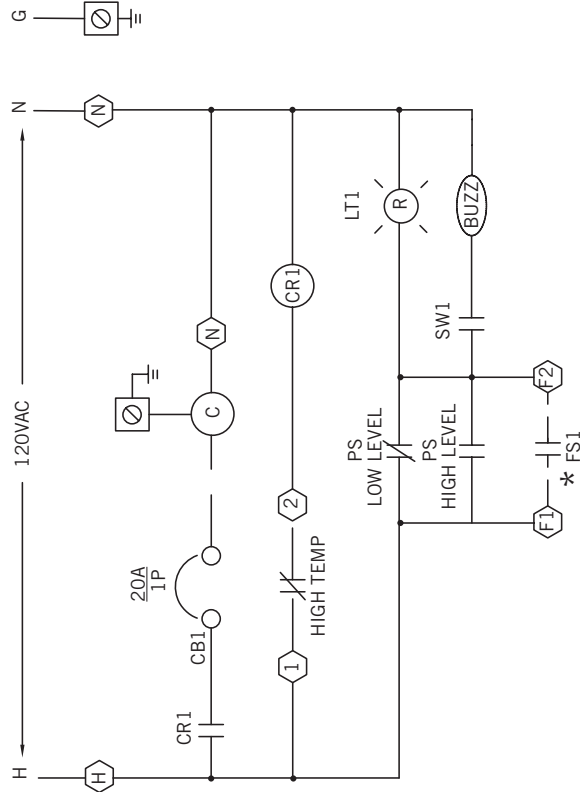 H 120VAC N G
H N
20A
1P
CR1 CB1 C N
1 2 CR1
HIGH TEMP
LT1
PS
LOW LEVEL R
PS
HIGH LEVEL SW1 BUZZ
F1 * FS1 F2